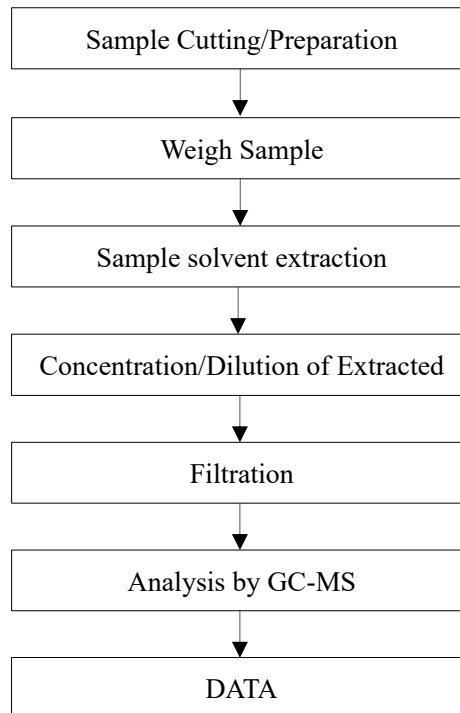 Sample Cutting/Preparation
Weigh Sample
Sample solvent extraction
Concentration/Dilution of Extracted
Filtration
Analysis by GC-MS
DATA